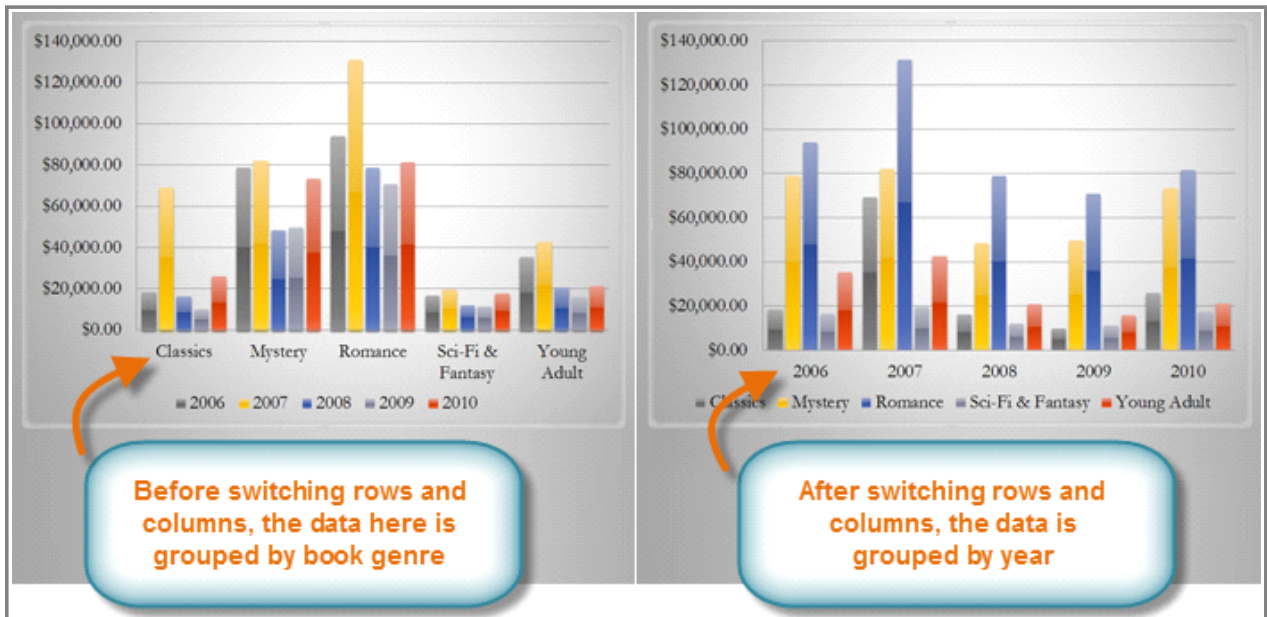 $140,000.00
$120,000.00
$100,000.00
$80,000.00
$60,000.00
$40,000.00
$20,000.00
$0.00
Classics Mystery Romance Sci-Fi & Young
Fantasy Adult
2006 2007 2008 2009 2010
Before switching rows and
columns, the data here is
grouped by book genre
$140,000.00
$120,000.00
$100,000.00
$80,000.00
$60,000.00
$40,000.00
$20,000.00
$0.00
2006 2007 2008 2009 2010
Classics Mystery Romance Sci-Fi & Fantasy Young Adult
After switching rows and
columns, the data is
grouped by year